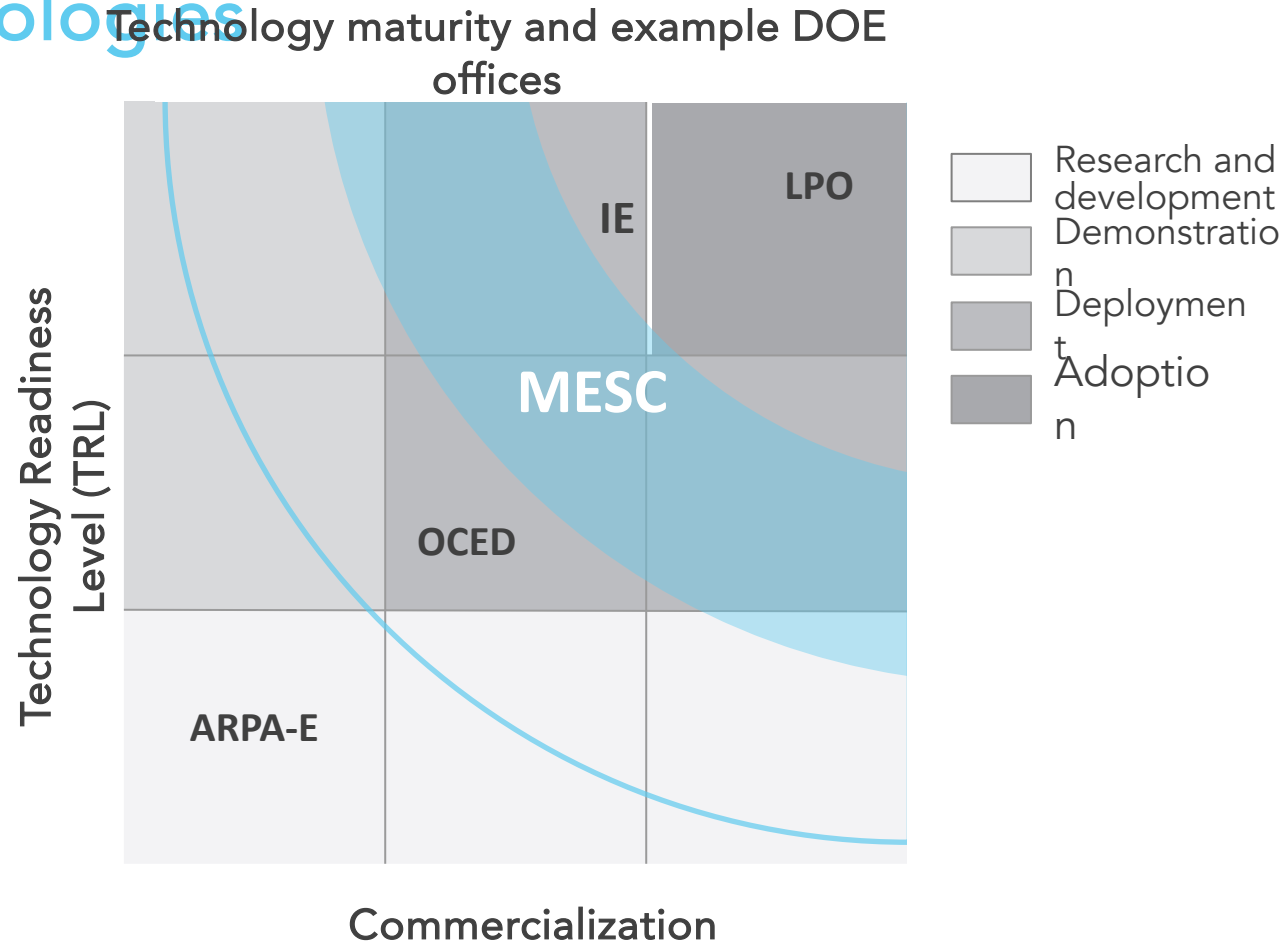 ologies
Technology maturity and example DOE
offices
LPO
IE
MESC
OCED
ARPA-E
Technology Readiness
Level (TRL)
Commercialization
Research and
development
Demonstratio
n
Deploymen
t
Adoptio
n